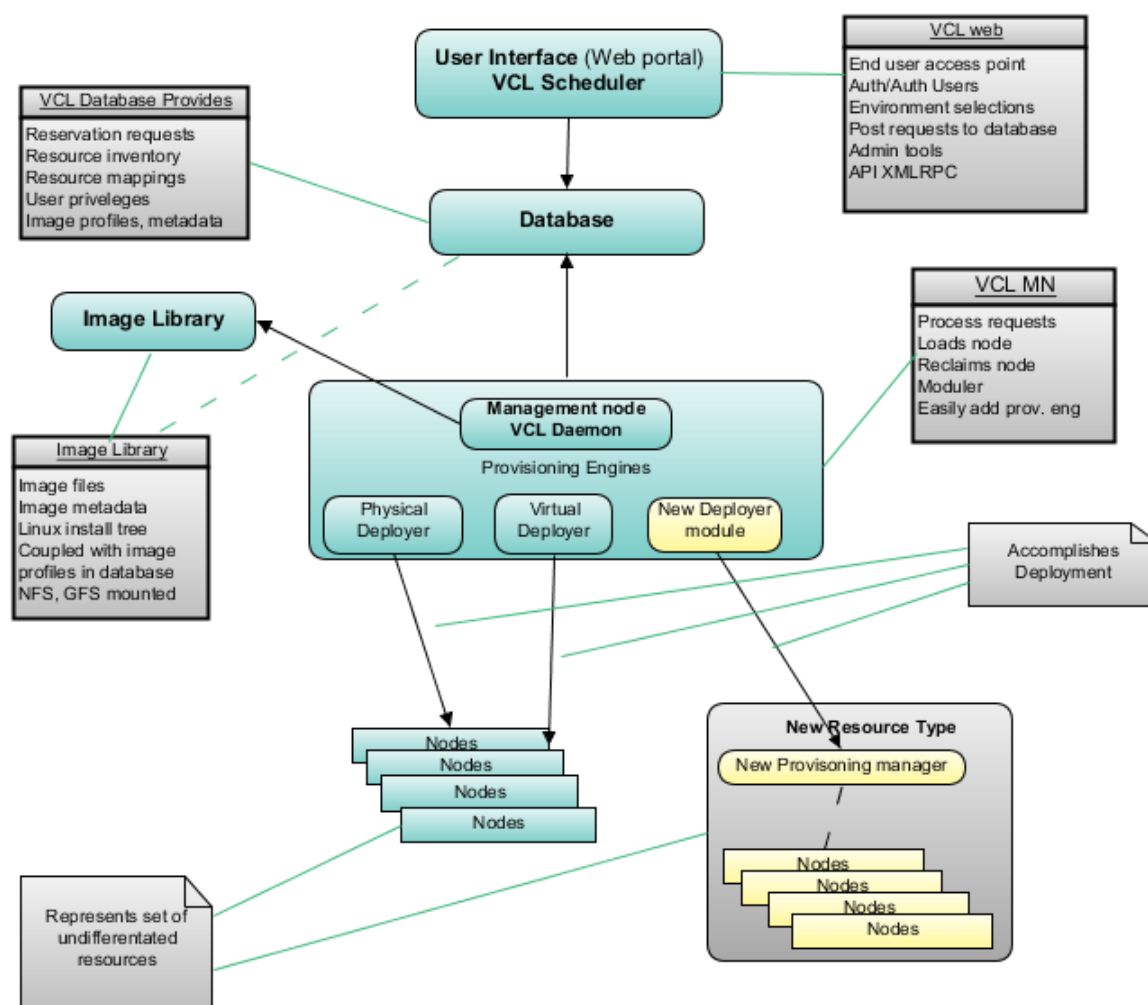 User Interface (Web portal)
VCL Scheduler
VCL web
End user access point
Auth/Auth Users
Environment selections
Post requests to database
Admin tools
API XMLRPC
VCL Database Provides
Reservation requests
Resource inventory
Resource mappings
User priveleges
Image profiles, metadata
Database
Image Library
VCL MN
Process requests
Loads node
Reclaims node
Moduler
Easily add prov. eng
Management node
VCL Daemon
Provisioning Engines
Physical
Deployer
Virtual
Deployer
New Deployer
module
Image Library
Image files
Image metadata
Linux install tree
Coupled with image
profiles in database
NFS, GFS mounted
Accomplishes
Deployment
Nodes
Nodes
Nodes
Nodes
New Resource Type
New Provisoning manager
Nodes
Nodes
Nodes
Nodes
Represents set of
undifferentated
resources